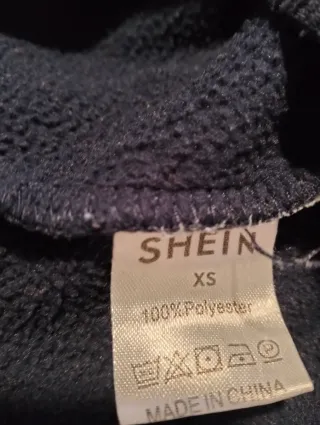 SHEIN
XS
100%Polyester
MADE IN CHINA